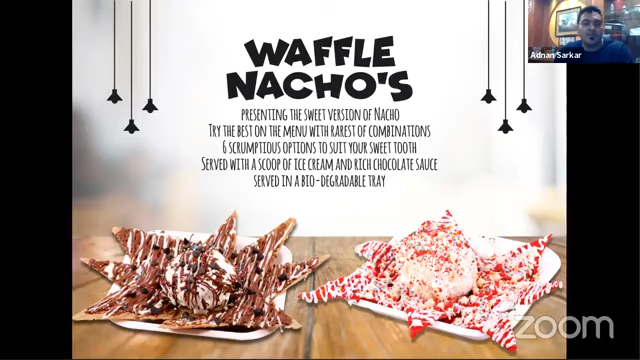 Adnan Sarkar
WAFFLE
NACHO'S
PRESENTING THE SWEET VERSION OF NACHO
TRY THE BEST ON THE MENU WITH RAREST OF COMBINATIONS
6 SCRUMPTIOUS OPTIONS TO SUIT YOUR SWEET TOOTH
SERVED WITH A SCOOP OF ICE CREAM AND RICH CHOCOLATE SAUCE
SERVED IN A BIO-DEGRADABLE TRAY
zoom